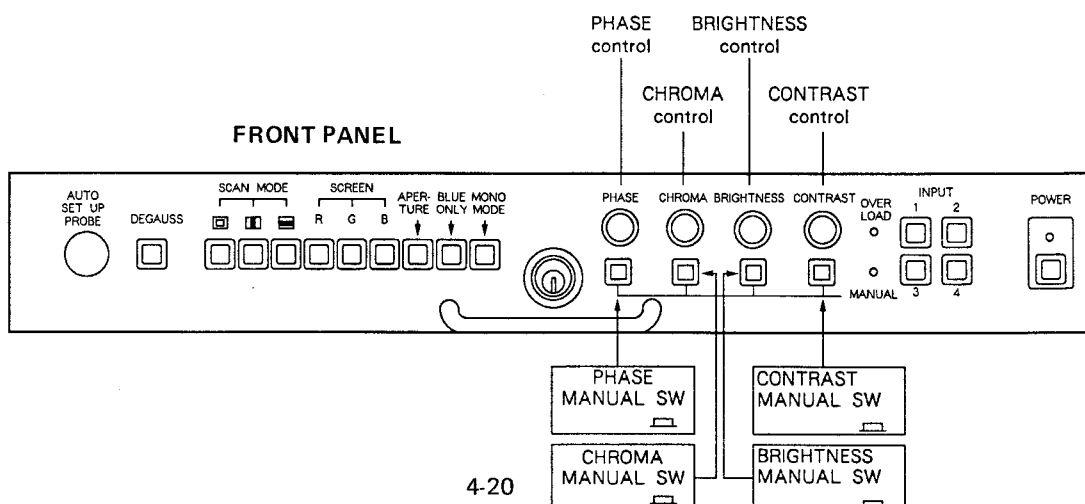 PHASE control
BRIGHTNESS control
CHROMA control
CONTRAST control
FRONT PANEL
AUTO SET UP PROBE
DEGAUSS
SCAN MODE
SCREEN
R G B
APER-TURE
BLUE ONLY
MONO MODE
PHASE
CHROMA
BRIGHTNESS
CONTRAST
OVER LOAD
MANUAL
INPUT
1 2
3 4
POWER
PHASE
MANUAL SW
CONTRAST
MANUAL SW
CHROMA
MANUAL SW
BRIGHTNESS
MANUAL SW
4-20